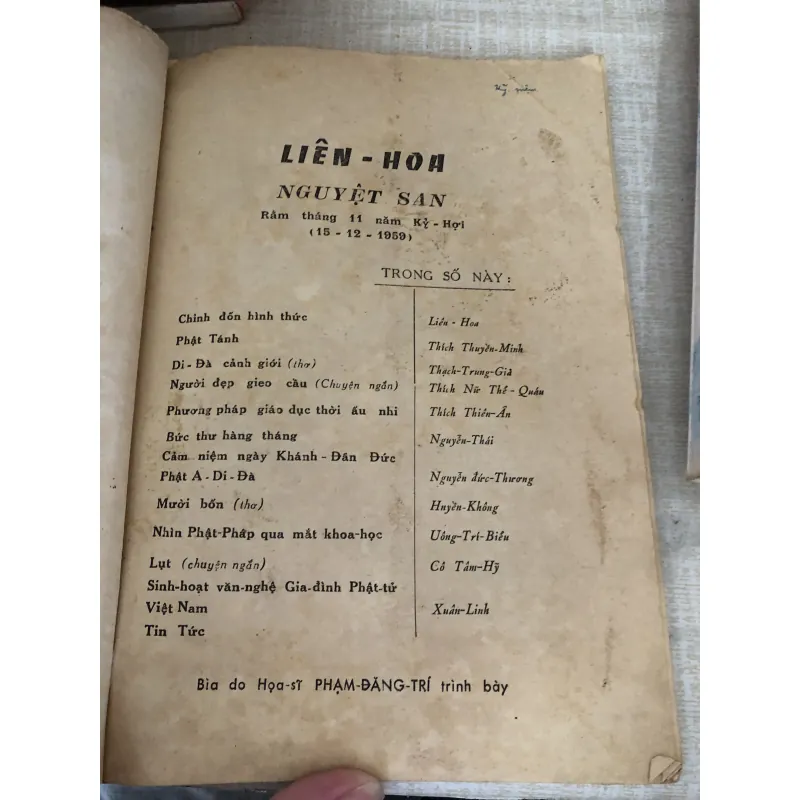 LIÊN - HOA
NGUYỆT SAN
Rằm tháng 11 năm Kỷ - Hợi
(15 - 12 - 1959)
TRONG SỐ NÀY :
Chỉnh đốn hình thức Liên - Hoa
Phật Tánh Thích Thuyền-Minh
Di - Đà cảnh giới (thơ) Thạch-Trung-Giả
Người đẹp gieo cầu (Chuyện ngắn) Thích Nữ Thể - Quán
Phương pháp giáo dục thời ấu nhi Thích Thiên-Ân
Bức thư hàng tháng Nguyễn-Thái
Cảm niệm ngày Khánh - Đản Đức
Phật A - Di - Đà Nguyễn đức-Thương
Mười bốn (thơ) Huyền-Không
Nhìn Phật-Pháp qua mắt khoa-học Uông-Trí-Biểu
Lụt (chuyện ngắn) Cô Tâm-Hỷ
Sinh-hoạt văn-nghệ Gia-đình Phật-tử
Việt Nam Xuân-Linh
Tin Tức
Bìa do Họa-sĩ PHẠM-ĐĂNG-TRÍ trình bày